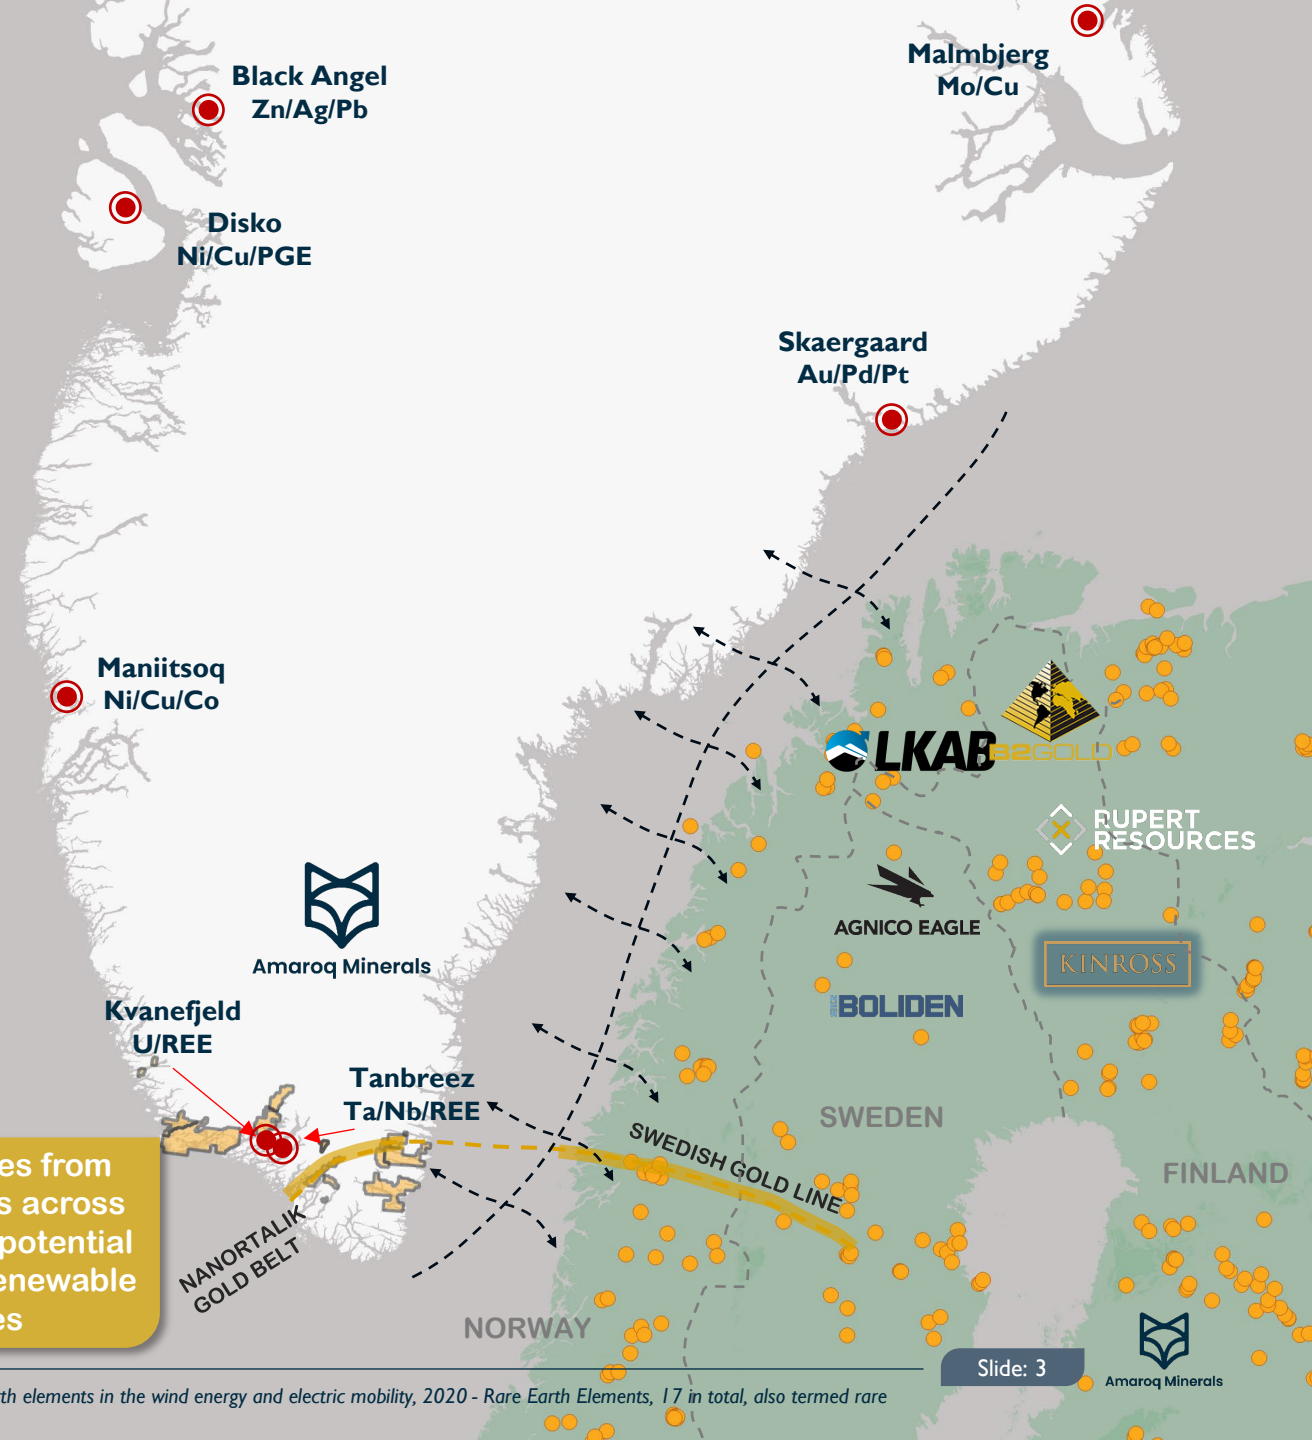 Malmbjerg
Mo/Cu
Black Angel
Zn/Ag/Pb
Disko
Ni/Cu/PGE
Skaergaard
Au/Pd/Pt
Maniitsoq
Ni/Cu/Co
LKAB
B2GOLD
RUPERT
RESOURCES
AGNICO EAGLE
Amaroq Minerals
KINROSS
BOLIDEN
Kvanefjeld
U/REE
Tanbreez
Ta/Nb/REE
SWEDEN
SWEDISH GOLD LINE
FINLAND
es from
s across
potential
enewable
es
NANORTALIK
GOLD BELT
NORWAY
Slide: 3
Amaroq Minerals
th elements in the wind energy and electric mobility, 2020 - Rare Earth Elements, 17 in total, also termed rare